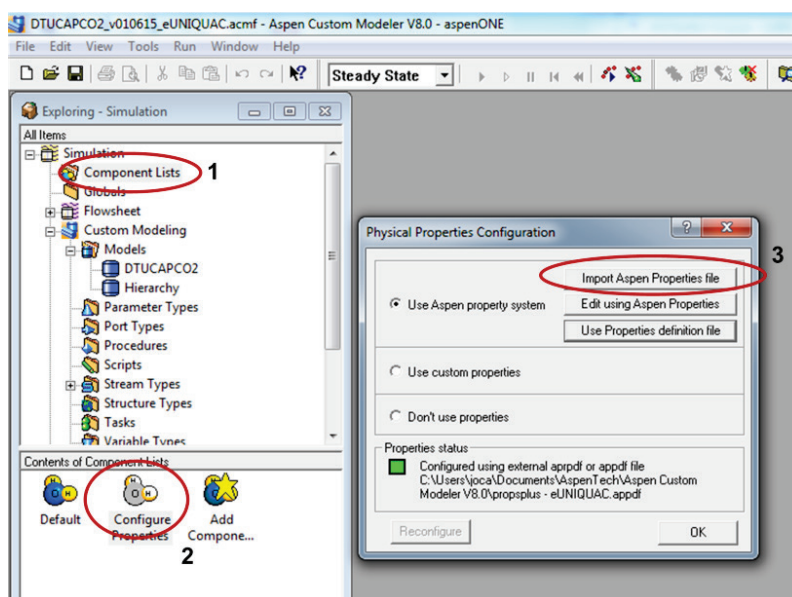 DTUCAPCO2_v010615_eUNIQUAC.acmf - Aspen Custom Modeler V8.0 - aspenONE
File Edit View Tools Run Window Help
Steady State
Exploring - Simulation
All Items
Simulation
Component Lists
1
Globals
Flowsheet
Custom Modeling
Models
DTUCAPCO2
Hierarchy
Parameter Types
Port Types
Procedures
Scripts
Stream Types
Structure Types
Tasks
Variable Types
Contents of Component Lists
Default
Configure
Properties
Add
Compone...
2
Physical Properties Configuration
3
Import Aspen Properties file
Use Aspen property system
Edit using Aspen Properties
Use Properties definition file
Use custom properties
Don't use properties
Properties status
Configured using external aprpdf or appdf file
C:\Users\joca\Documents\AspenTech\Aspen Custom
Modeler V8.0\propsplus - eUNIQUAC.appdf
Reconfigure
OK